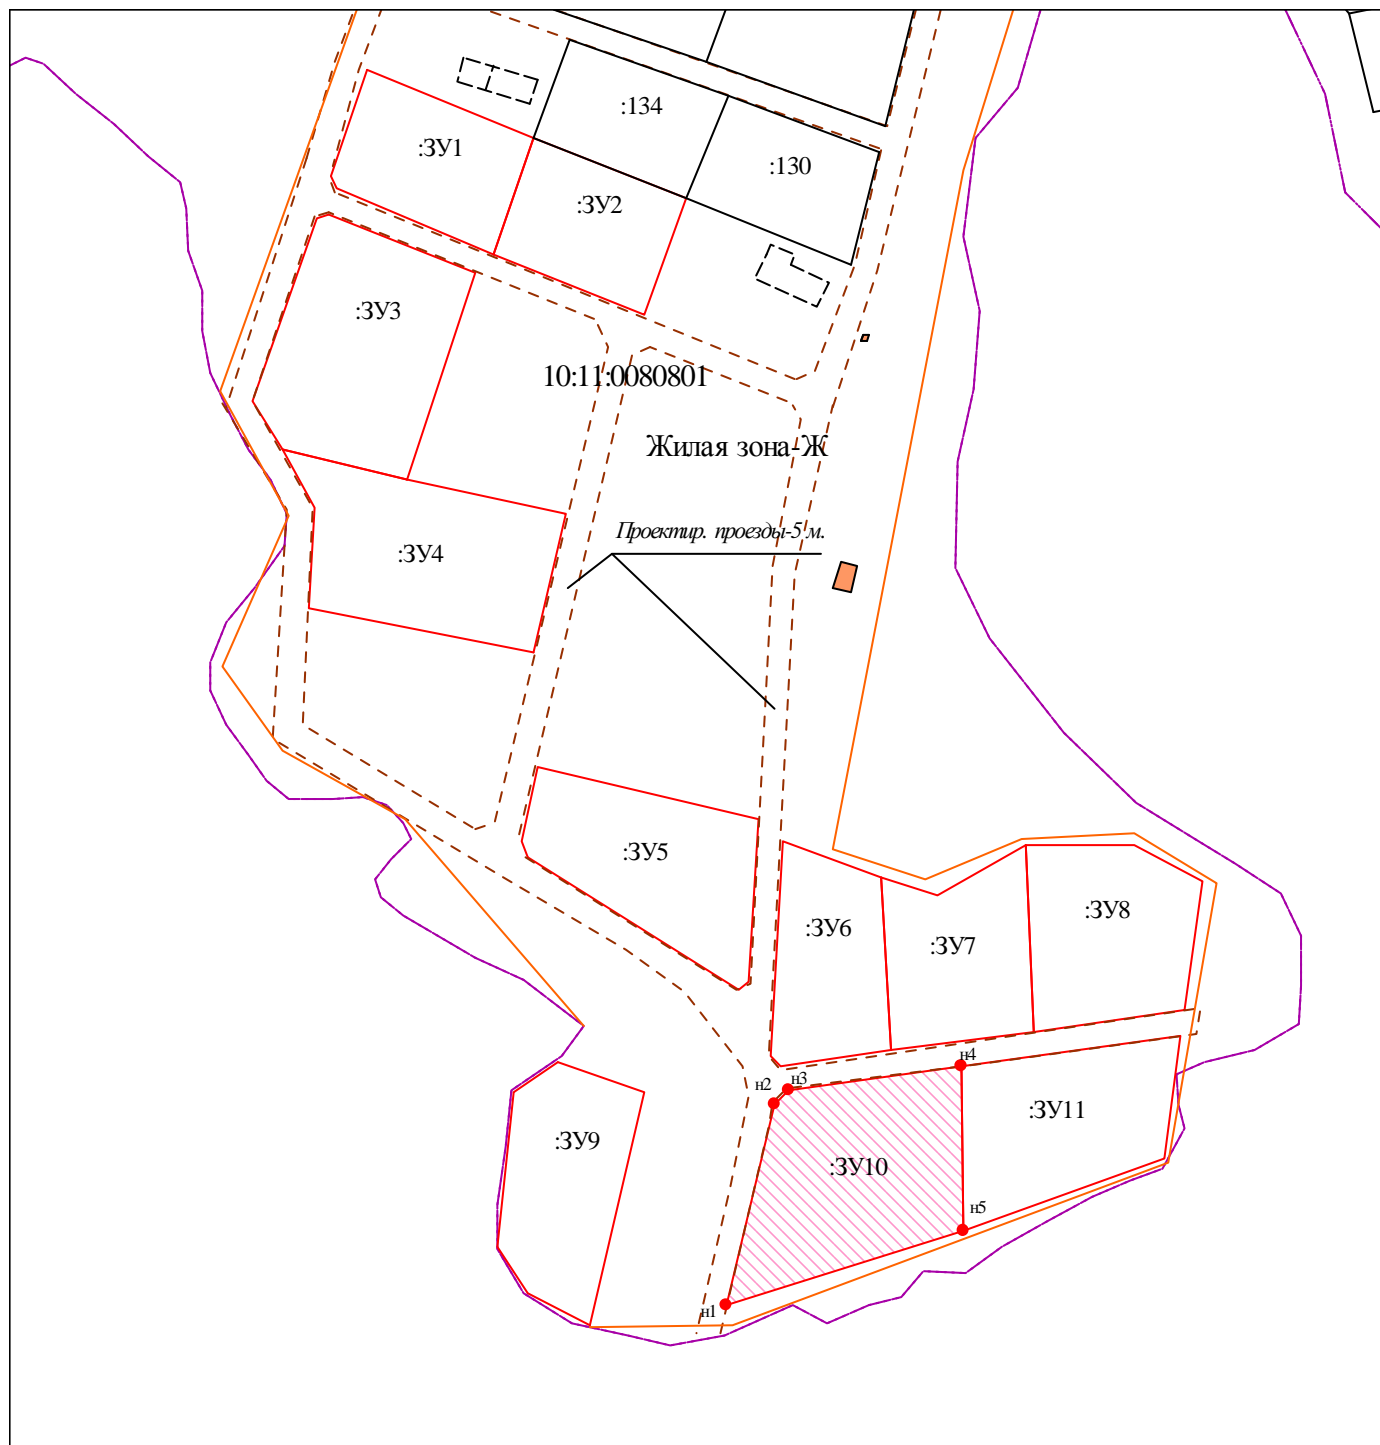 :134
:ЗУ1
:130
:ЗУ2
:ЗУ3
10:11:0080801
Жилая зона-Ж
Проектир. проезды-5 м.
:ЗУ4
:ЗУ5
:ЗУ8
:ЗУ6
:ЗУ7
н4
н3
н2
:ЗУ11
:ЗУ9
:ЗУ10
н5
н1